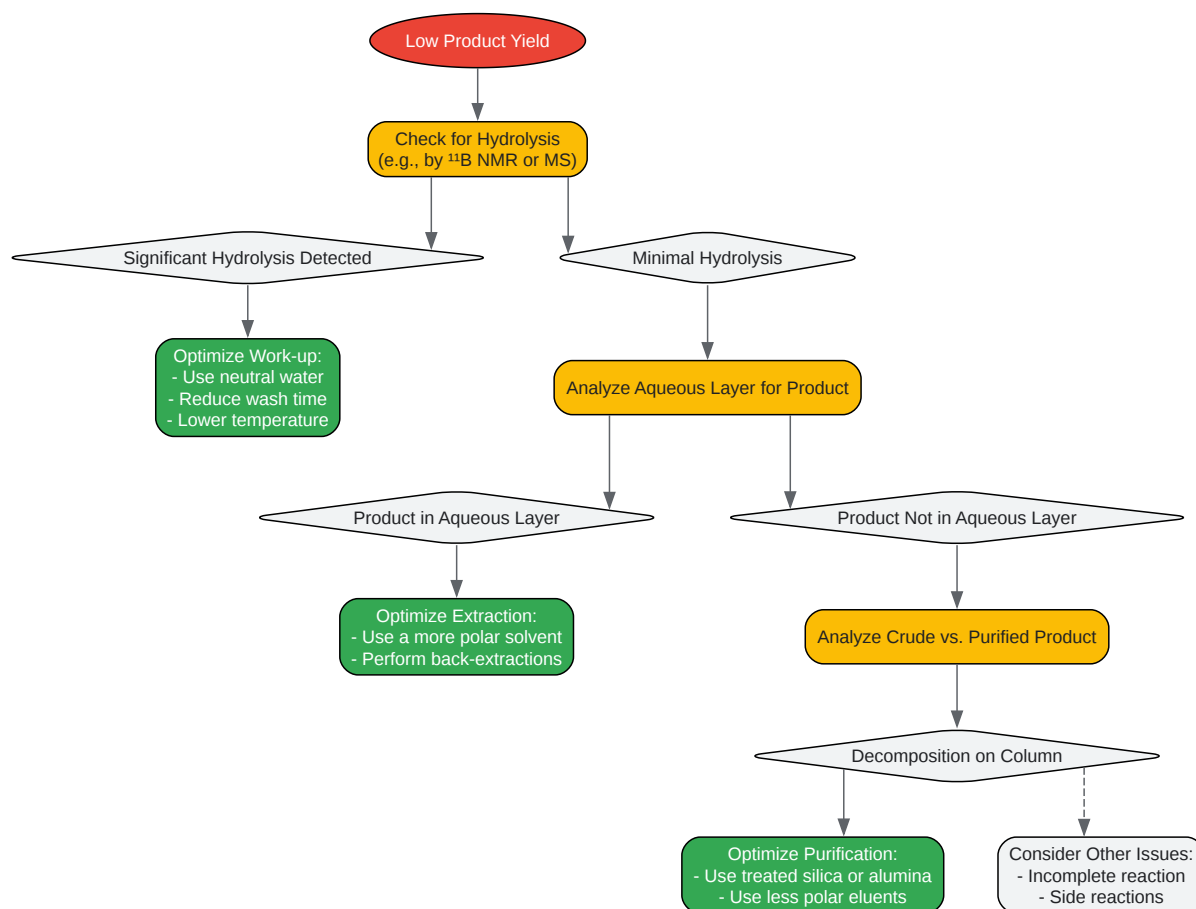 Low Product Yield
Check for Hydrolysis
(e.g., by ¹¹B NMR or MS)
Significant Hydrolysis Detected
Minimal Hydrolysis
Optimize Work-up:
- Use neutral water
- Reduce wash time
- Lower temperature
Analyze Aqueous Layer for Product
Product in Aqueous Layer
Product Not in Aqueous Layer
Optimize Extraction:
- Use a more polar solvent
- Perform back-extractions
Analyze Crude vs. Purified Product
Decomposition on Column
Optimize Purification:
- Use treated silica or alumina
- Use less polar eluents
Consider Other Issues:
- Incomplete reaction
- Side reactions